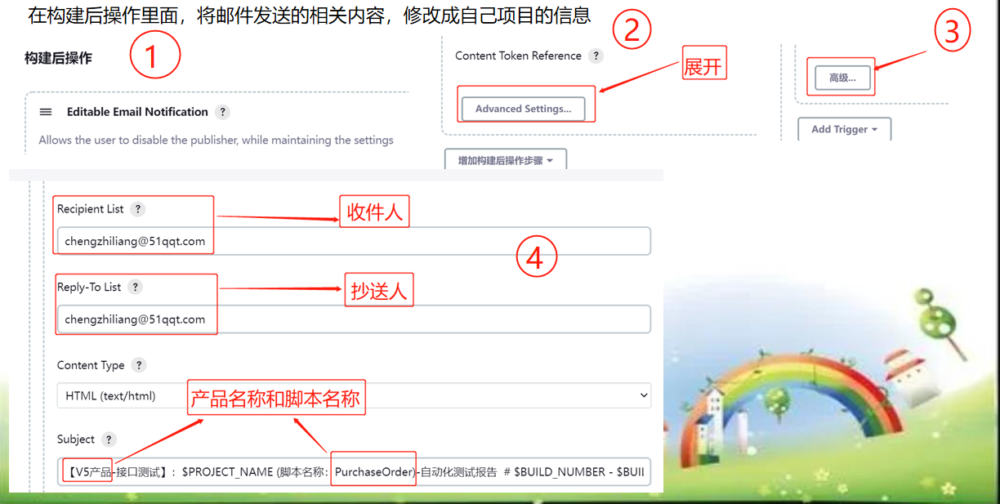 在构建后操作里面，将邮件发送的相关内容，修改成自己项目的信息
构建后操作
①
Editable Email Notification ?
Allows the user to disable the publisher, while maintaining the settings
②
Content Token Reference ?
展开
Advanced Settings...
增加构建后操作步骤
③
高级...
Add Trigger
④
Recipient List ?
收件人
chengzhiliang@51qqt.com
Reply-To List ?
抄送人
chengzhiliang@51qqt.com
Content Type ?
HTML (text/html)
产品名称和脚本名称
Subject ?
【V5产品-接口测试】: $PROJECT_NAME (脚本名称: PurchaseOrder)-自动化测试报告 # $BUILD_NUMBER - $BUII